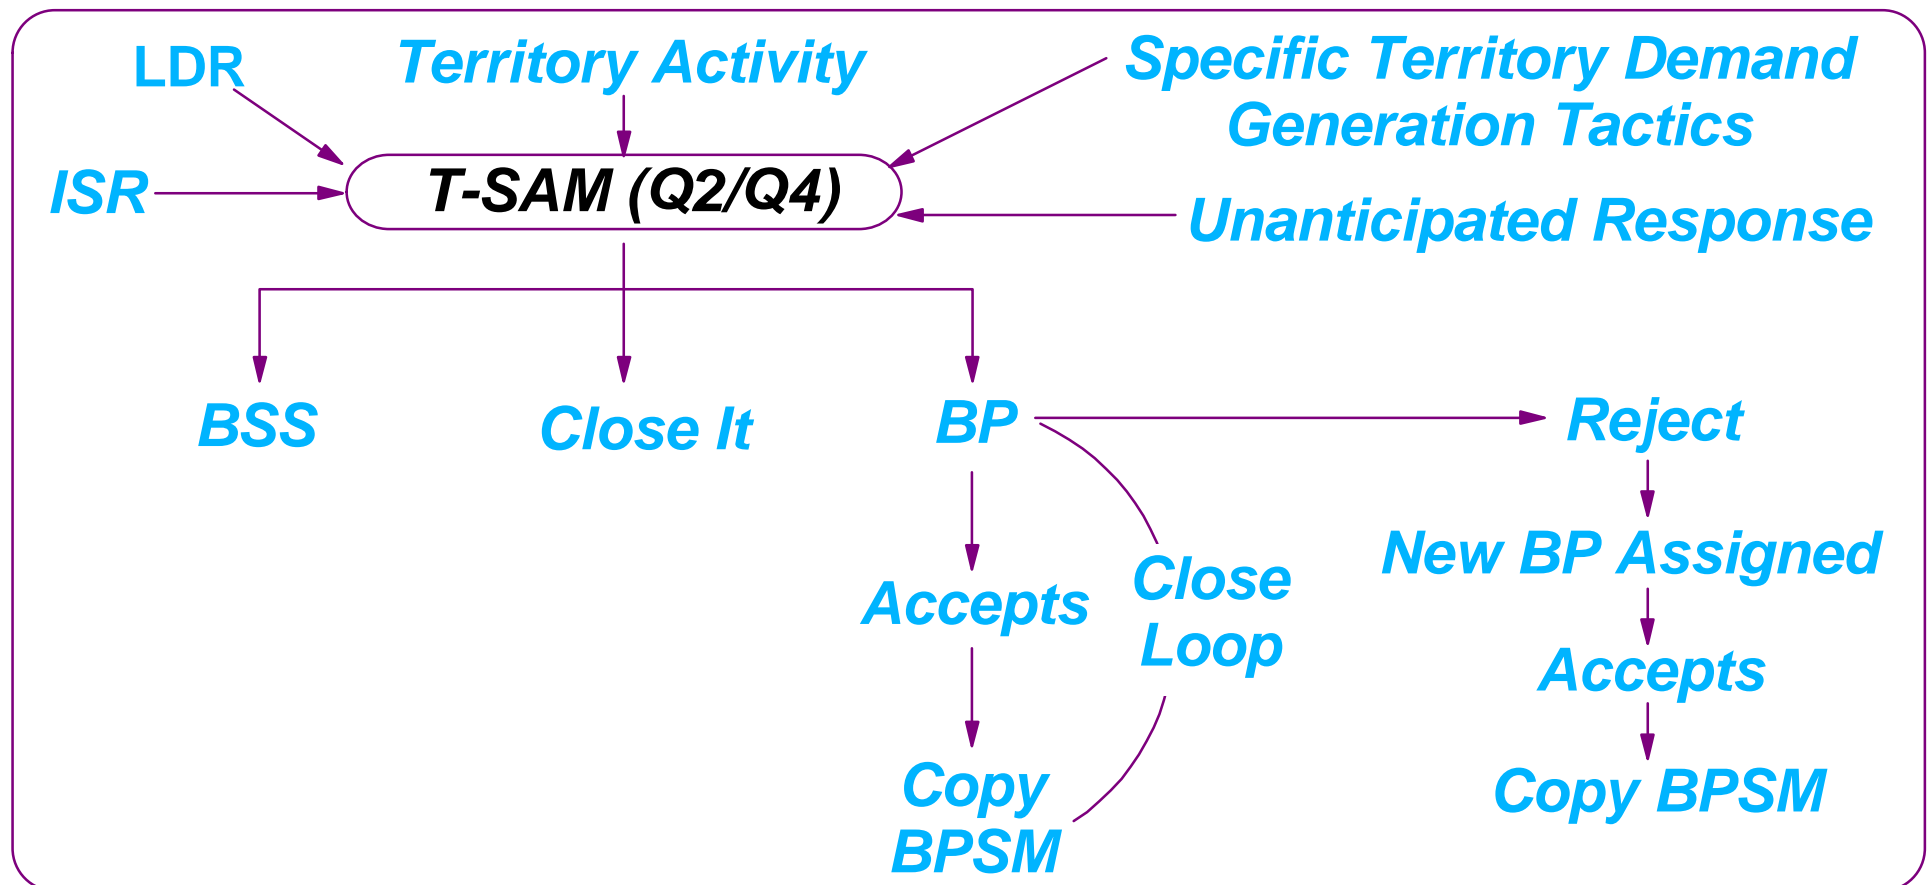 LDR
Territory Activity
Specific Territory Demand
Generation Tactics
ISR
T-SAM (Q2/Q4)
Unanticipated Response
BSS
Close It
BP
Reject
New BP Assigned
Accepts
Close
Loop
Accepts
Copy
BPSM
Copy BPSM